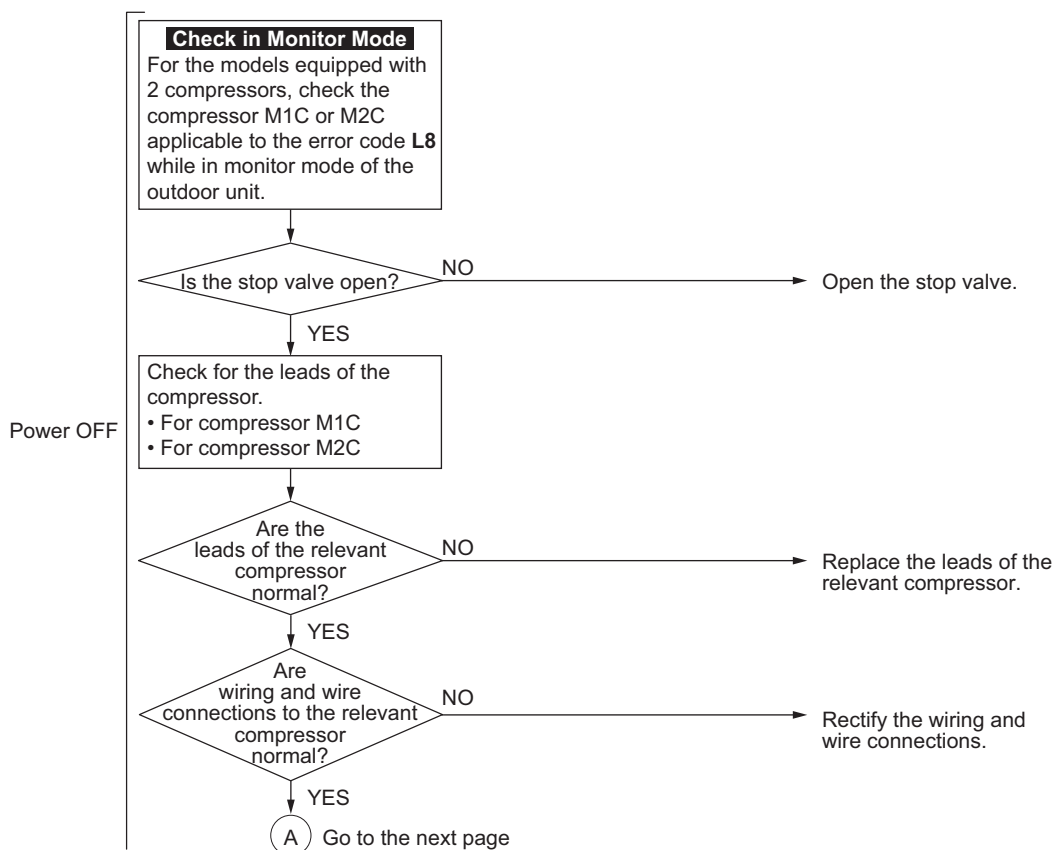 Check in Monitor Mode
For the models equipped with
2 compressors, check the
compressor M1C or M2C
applicable to the error code L8
while in monitor mode of the
outdoor unit.
Is the stop valve open?
NO
Open the stop valve.
YES
Check for the leads of the
compressor.
• For compressor M1C
• For compressor M2C
Power OFF
Are the
leads of the relevant
compressor
normal?
NO
Replace the leads of the
relevant compressor.
YES
Are
wiring and wire
connections to the relevant
compressor
normal?
NO
Rectify the wiring and
wire connections.
YES
A Go to the next page